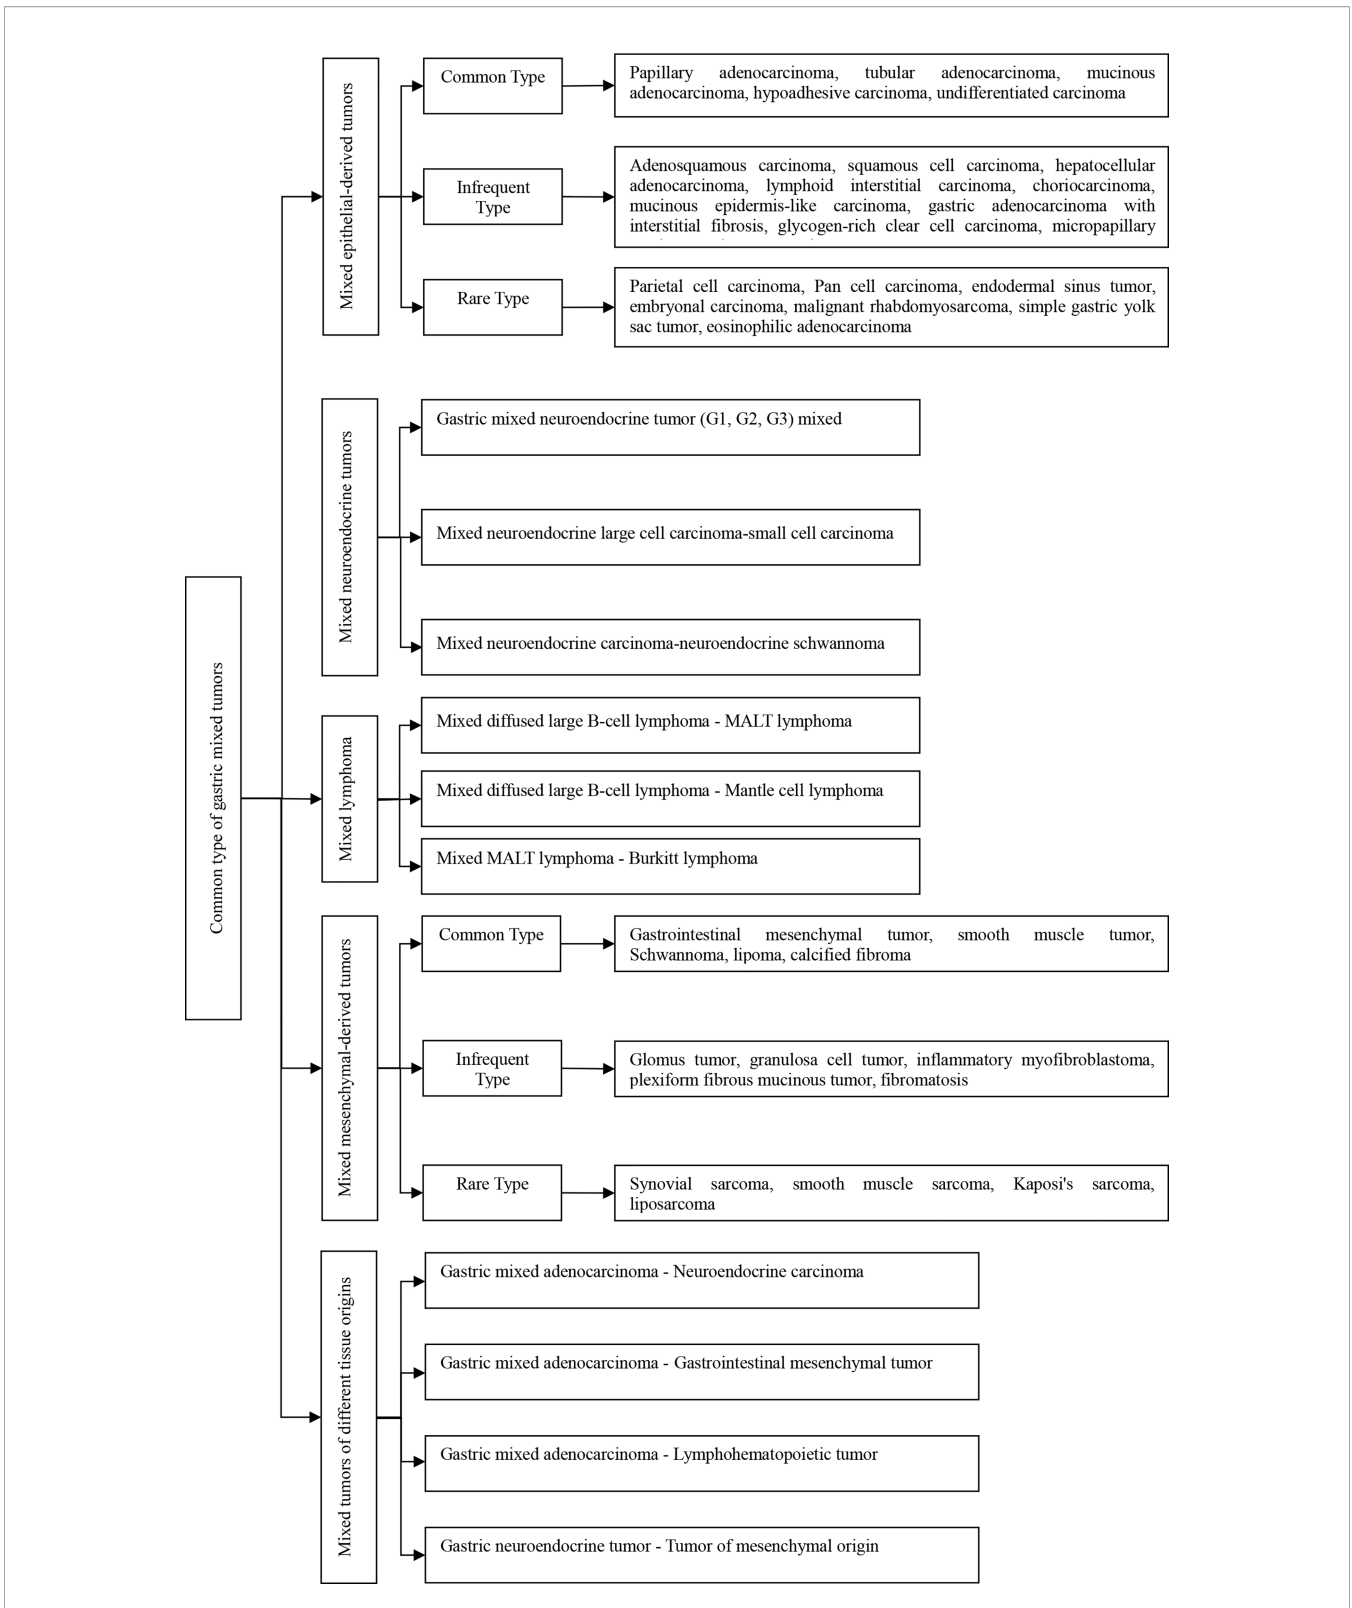 Common type of gastric mixed tumors
Mixed epithelial-derived tumors
Common Type
Papillary adenocarcinoma, tubular adenocarcinoma, mucinous
adenocarcinoma, hypoadhesive carcinoma, undifferentiated carcinoma
Infrequent
Type
Adenosquamous carcinoma, squamous cell carcinoma, hepatocellular
adenocarcinoma, lymphoid interstitial carcinoma, choriocarcinoma,
mucinous epidermis-like carcinoma, gastric adenocarcinoma with
interstitial fibrosis, glycogen-rich clear cell carcinoma, micropapillary
Rare Type
Parietal cell carcinoma, Pan cell carcinoma, endodermal sinus tumor,
embryonal carcinoma, malignant rhabdomyosarcoma, simple gastric yolk
sac tumor, eosinophilic adenocarcinoma
Mixed neuroendocrine tumors
Gastric mixed neuroendocrine tumor (G1, G2, G3) mixed
Mixed neuroendocrine large cell carcinoma-small cell carcinoma
Mixed neuroendocrine carcinoma-neuroendocrine schwannoma
Mixed lymphoma
Mixed diffused large B-cell lymphoma - MALT lymphoma
Mixed diffused large B-cell lymphoma - Mantle cell lymphoma
Mixed MALT lymphoma - Burkitt lymphoma
Mixed mesenchymal-derived tumors
Common Type
Gastrointestinal mesenchymal tumor, smooth muscle tumor,
Schwannoma, lipoma, calcified fibroma
Infrequent
Type
Glomus tumor, granulosa cell tumor, inflammatory myofibroblastoma,
plexiform fibrous mucinous tumor, fibromatosis
Rare Type
Synovial sarcoma, smooth muscle sarcoma, Kaposi's sarcoma,
liposarcoma
Mixed tumors of different tissue origins
Gastric mixed adenocarcinoma - Neuroendocrine carcinoma
Gastric mixed adenocarcinoma - Gastrointestinal mesenchymal tumor
Gastric mixed adenocarcinoma - Lymphohematopoietic tumor
Gastric neuroendocrine tumor - Tumor of mesenchymal origin